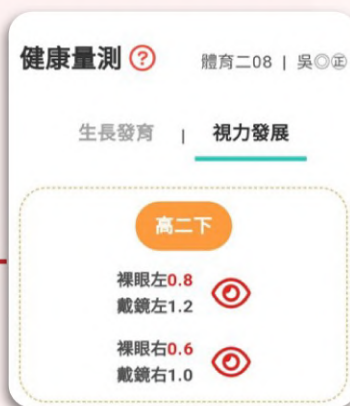 健康量測 ? 體育二08 | 吳◎㊣
生長發育 | 視力發展
高二下
裸眼左0.8
戴鏡左1.2
裸眼右0.6
戴鏡右1.0